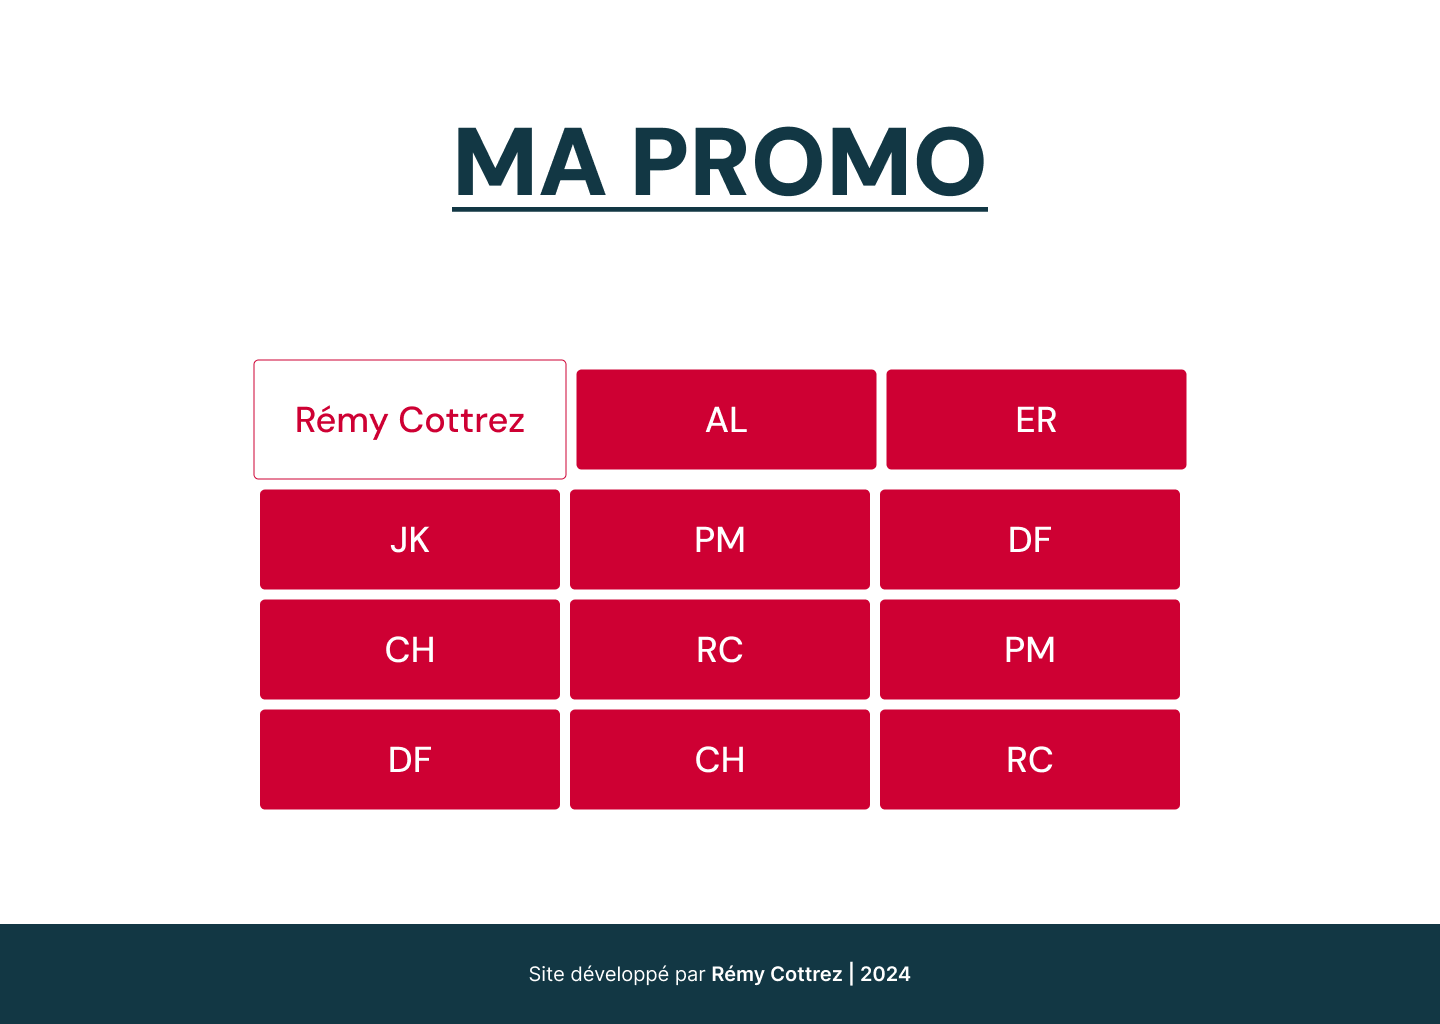 MA PROMO
Rémy Cottrez
AL
ER
JK
PM
DF
CH
RC
PM
DF
CH
RC
Site développé par Rémy Cottrez | 2024